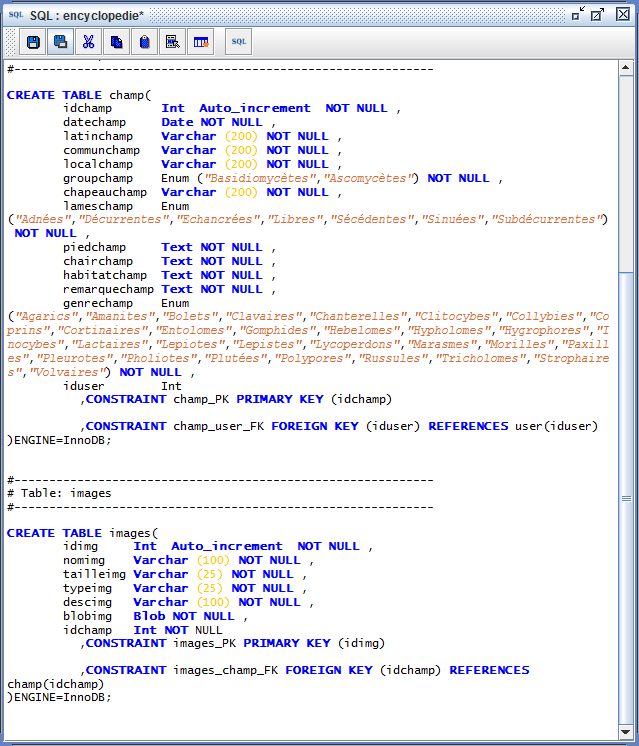 SQL : encyclopedie*
SQL
#------------------------------------------------------------
CREATE TABLE champ(
idchamp Int Auto_increment NOT NULL ,
datechamp Date NOT NULL ,
latinchamp Varchar (200) NOT NULL ,
communchamp Varchar (200) NOT NULL ,
localchamp Varchar (200) NOT NULL ,
groupchamp Enum ("Basidiomycètes","Ascomycètes") NOT NULL ,
chapeauchamp Varchar (200) NOT NULL ,
lameschamp Enum
("Adnées","Décurrentes","Echancrées","Libres","Sécédentes","Sinuées","Subdécurrentes")
NOT NULL ,
piedchamp Text NOT NULL ,
chairchamp Text NOT NULL ,
habitatchamp Text NOT NULL ,
remarquechamp Text NOT NULL ,
genrechamp Enum
("Agarics","Amanites","Bolets","Clavaires","Chanterelles","Clitocybes","Collybies","Co
prins","Cortinaires","Entolomes","Gomphides","Hebelomes","Hypholomes","Hygrophores","I
nocybes","Lactaires","Lepiotes","Lepistes","Lycoperdons","Marasmes","Morilles","Paxill
es","Pleurotes","Pholiotes","Plutées","Polypores","Russules","Tricholomes","Strophaire
s","Volvaires") NOT NULL ,
iduser Int
,CONSTRAINT champ_PK PRIMARY KEY (idchamp)
,CONSTRAINT champ_user_FK FOREIGN KEY (iduser) REFERENCES user(iduser)
)ENGINE=InnoDB;
#------------------------------------------------------------
# Table: images
#------------------------------------------------------------
CREATE TABLE images(
idimg Int Auto_increment NOT NULL ,
nomimg Varchar (100) NOT NULL ,
tailleimg Varchar (25) NOT NULL ,
typeimg Varchar (25) NOT NULL ,
descimg Varchar (100) NOT NULL ,
blobimg Blob NOT NULL ,
idchamp Int NOT NULL
,CONSTRAINT images_PK PRIMARY KEY (idimg)
,CONSTRAINT images_champ_FK FOREIGN KEY (idchamp) REFERENCES
champ(idchamp)
)ENGINE=InnoDB;